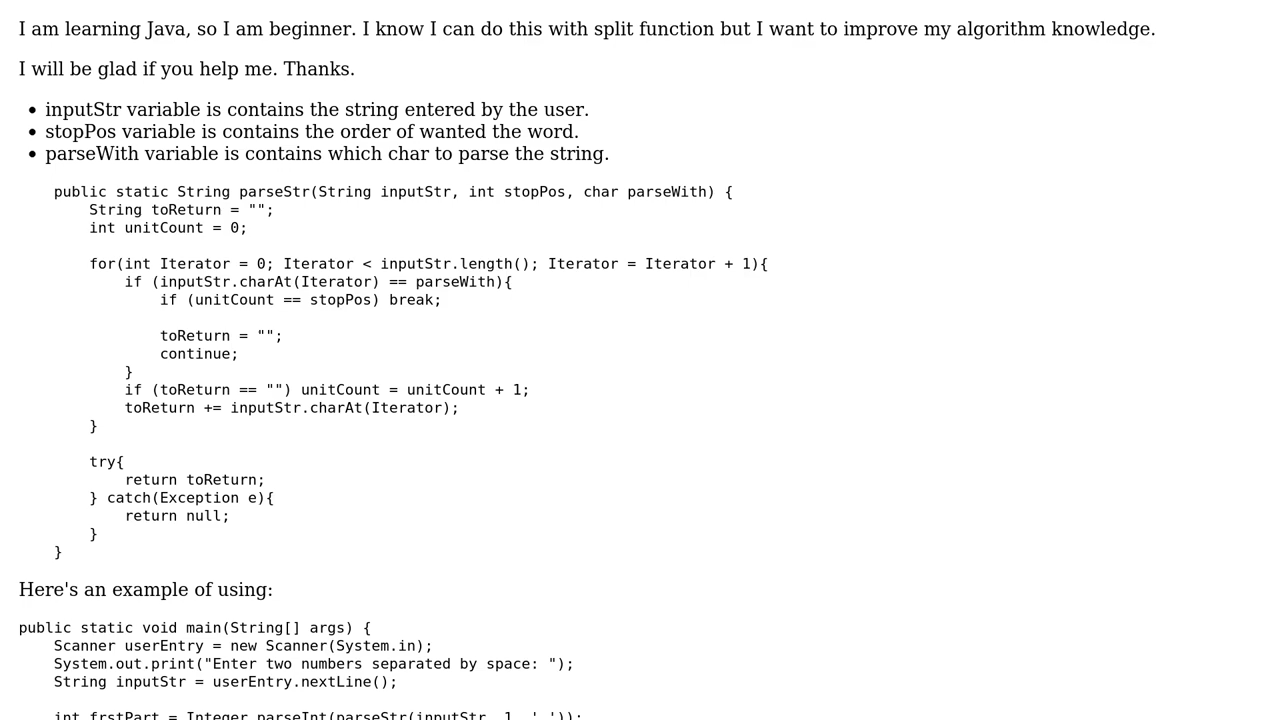 I am learning Java, so I am beginner. I know I can do this with split function but I want to improve my algorithm knowledge.
I will be glad if you help me. Thanks.
• inputStr variable is contains the string entered by the user.
• stopPos variable is contains the order of wanted the word.
• parseWith variable is contains which char to parse the string.
    public static String parseStr(String inputStr, int stopPos, char parseWith) {
        String toReturn = "";
        int unitCount = 0;
        for(int Iterator = 0; Iterator < inputStr.length(); Iterator = Iterator + 1){
            if (inputStr.charAt(Iterator) == parseWith){
                if (unitCount == stopPos) break;
                toReturn = "";
                continue;
            }
            if (toReturn == "") unitCount = unitCount + 1;
            toReturn += inputStr.charAt(Iterator);
        }
        try{
            return toReturn;
        } catch(Exception e){
            return null;
        }
    }
Here's an example of using:
public static void main(String[] args) {
    Scanner userEntry = new Scanner(System.in);
    System.out.print("Enter two numbers separated by space: ");
    String inputStr = userEntry.nextLine();
    int frstPart = Integer.parseInt(parseStr(inputStr, 1, ' '));